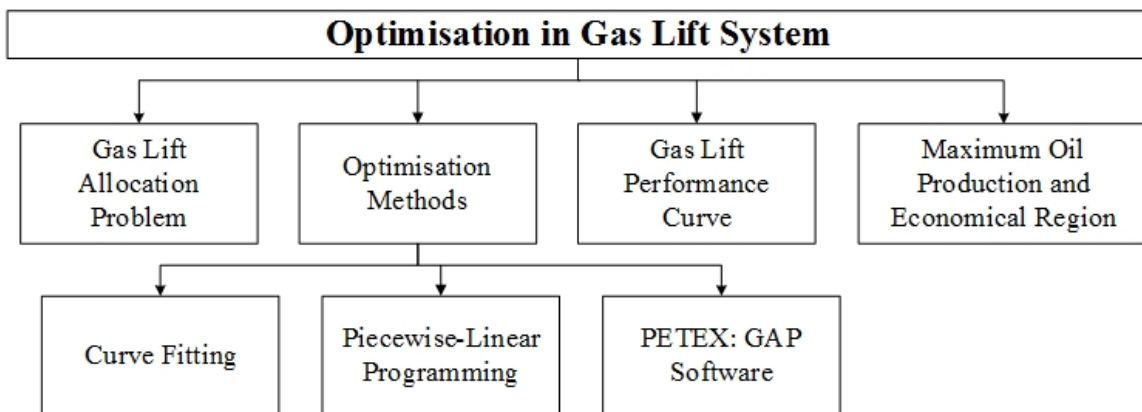 Optimisation in Gas Lift System
Gas Lift
Allocation
Problem
Optimisation
Methods
Gas Lift
Performance
Curve
Maximum Oil
Production and
Economical Region
Curve Fitting
Piecewise-Linear
Programming
PETEX: GAP
Software